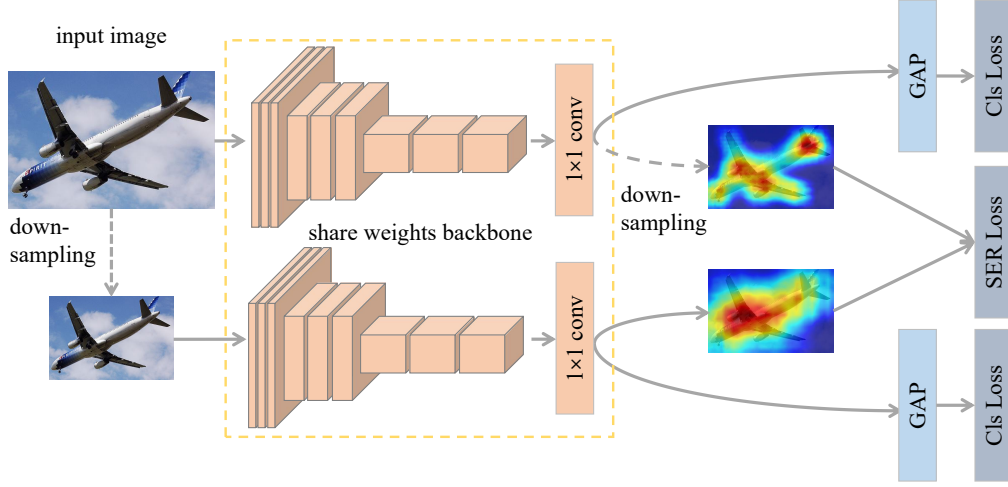 input image
down-
sampling
share weights backbone
1×1 conv
1×1 conv
down-
sampling
GAP
Cls Loss
SER Loss
GAP
Cls Loss